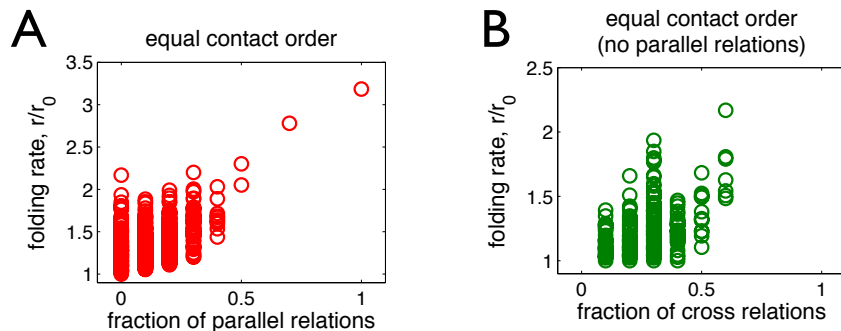 A
equal contact order
folding rate, r/r0
3.5
3
2.5
2
1.5
1
0
0.5
1
fraction of parallel relations
B
equal contact order
(no parallel relations)
folding rate, r/r0
2.5
2
1.5
1
0
0.5
1
fraction of cross relations